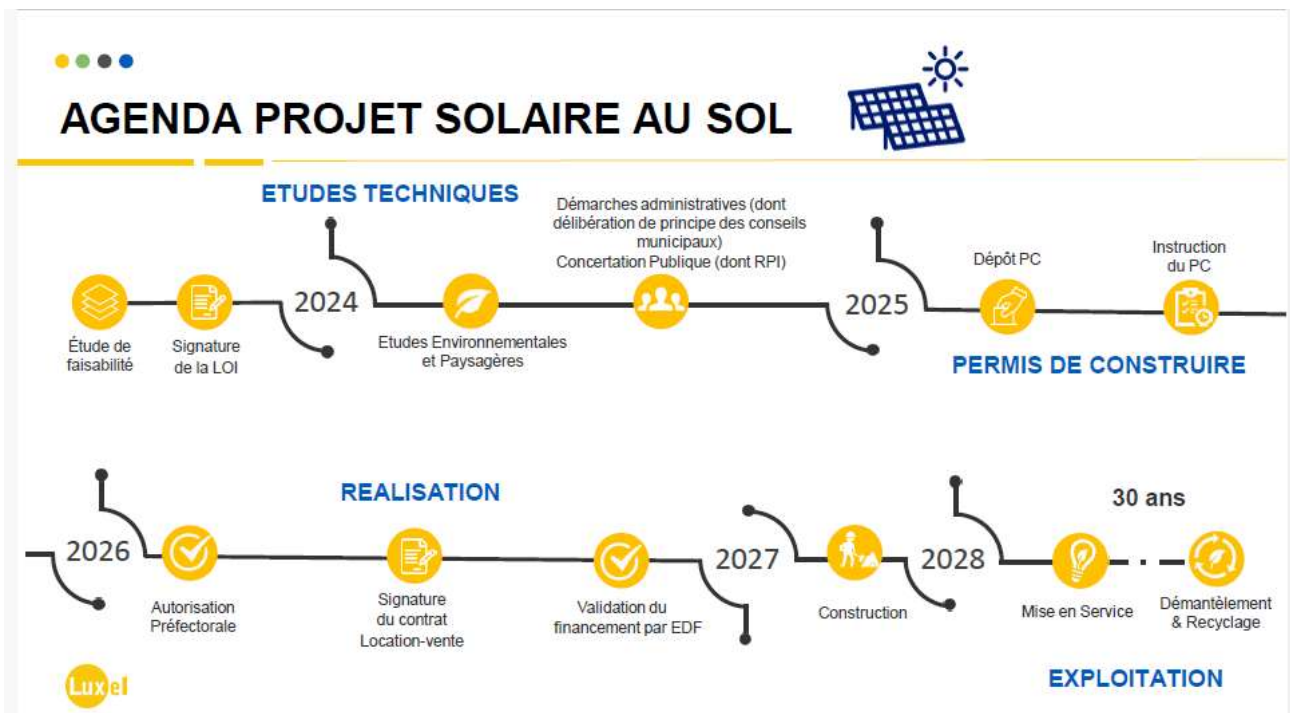 AGENDA PROJET SOLAIRE AU SOL
ETUDES TECHNIQUES
Étude de
faisabilité
Signature
de la LOI
2024
Etudes Environnementales
et Paysagères
Démarches administratives (dont
délibération de principe des conseils
municipaux)
Concertation Publique (dont RPI)
2025
Dépôt PC
Instruction
du PC
PERMIS DE CONSTRUIRE
2026
REALISATION
Autorisation
Préfectorale
Signature
du contrat
Location-vente
Validation du
financement par EDF
2027
Construction
2028
30 ans
Mise en Service
Démantèlement
& Recyclage
EXPLOITATION
Luxel